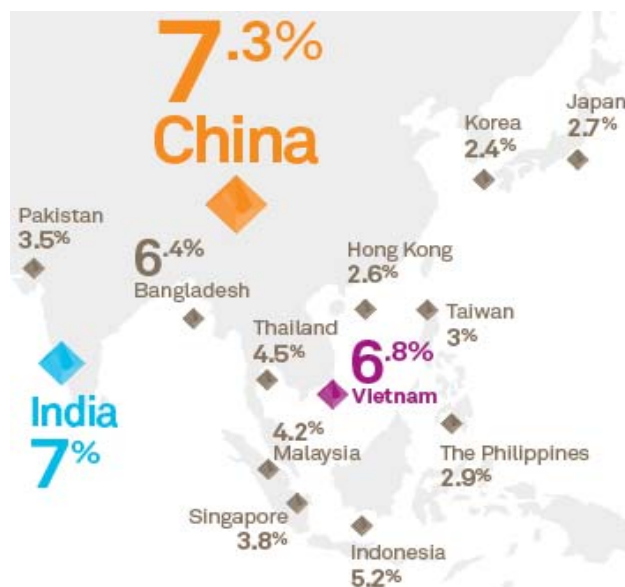 7.3%
China
Japan
2.7%
Korea
2.4%
Pakistan
3.5%
6.4%
Bangladesh
Hong Kong
2.6%
Taiwan
3%
Thailand
4.5%
6.8%
Vietnam
India
7%
4.2%
Malaysia
The Philippines
2.9%
Singapore
3.8%
Indonesia
5.2%